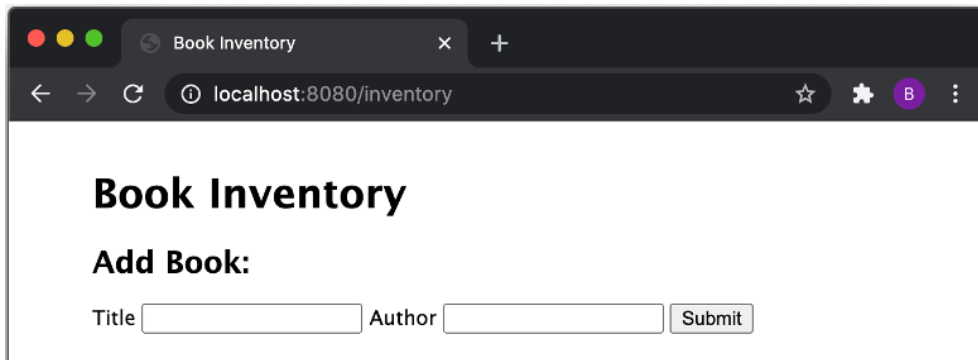 Book Inventory
localhost:8080/inventory
B
Book Inventory
Add Book:
Title Author Submit